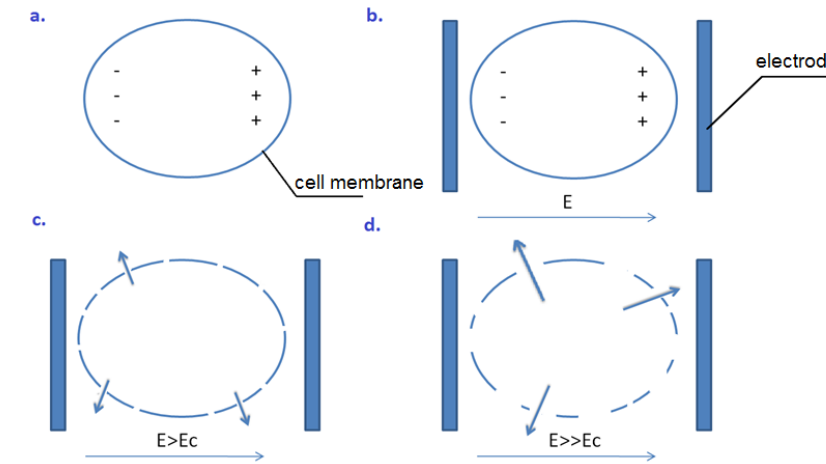 a.
b.
-
+
-
+
-
+
-
+
-
+
-
+
electrod
cell membrane
E
c.
d.
E>Ec
E>>Ec